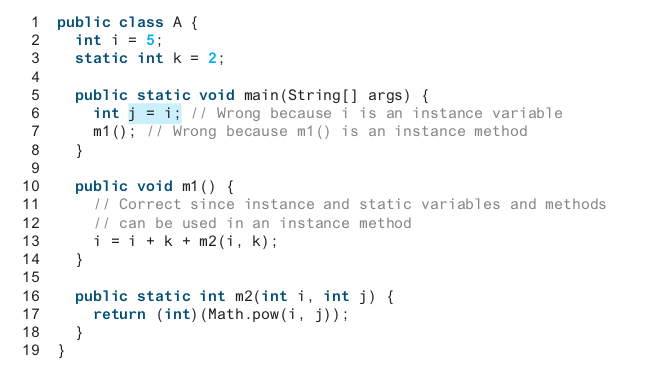 1 public class A {
2 int i = 5;
3 static int k = 2;
4
5 public static void main(String[] args) {
6 int j = i; // Wrong because i is an instance variable
7 m1(); // Wrong because m1() is an instance method
8 }
9
10 public void m1() {
11 // Correct since instance and static variables and methods
12 // can be used in an instance method
13 i = i + k + m2(i, k);
14 }
15
16 public static int m2(int i, int j) {
17 return (int)(Math.pow(i, j));
18 }
19 }